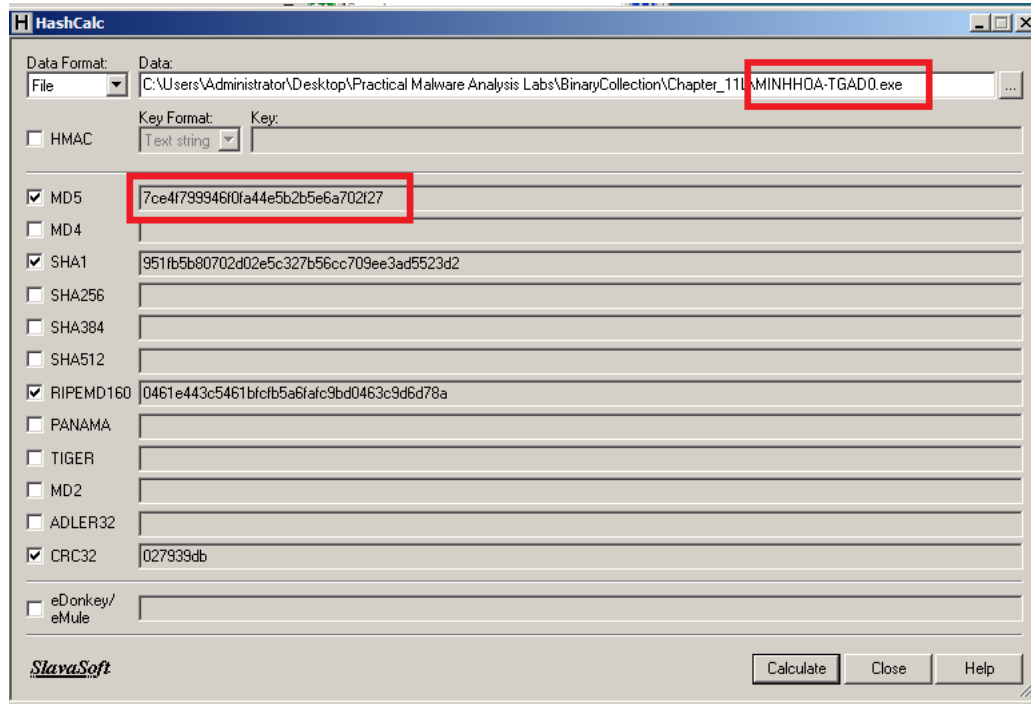 HashCalc
Data Format: Data:
File C:\Users\Administrator\Desktop\Practical Malware Analysis Labs\BinaryCollection\Chapter_11L\MINHHOA-TGAD0.exe ...
Key Format: Key:
HMAC Text string
MD5 7ce4f799946f0fa44e5b2b5e6a702f27
MD4
SHA1 951fb5b80702d02e5c327b56cc709ee3ad5523d2
SHA256
SHA384
SHA512
RIPEMD160 0461e443c5461bfcfb5a6fafc9bd0463c9d6d78a
PANAMA
TIGER
MD2
ADLER32
CRC32 027939db
eDonkey/
eMule
SlavaSoft Calculate Close Help